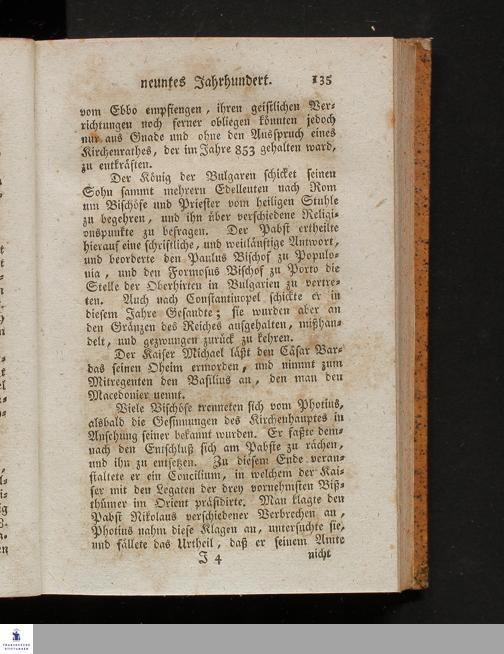 neuntes Jahrhundert. 135
vom Ebbo empfiengen, ihren geistlichen Ver-
richtungen noch ferner obliegen könnten jedoch
nur aus Gnade und ohne den Ausspruch eines
Kirchenrathes, der im Jahre 853 gehalten ward,
zu entkräften.
Der König der Bulgaren schicket seinen
Sohn sammt mehrern Edelleuten nach Rom
um Bischöfe und Priester vom heiligen Stuhle
zu begehren, und ihn über verschiedene Religi-
onspunkte zu befragen. Der Pabst ertheilte
hierauf eine schriftliche, und weitläuftige Antwort,
und beorderte den Paulus Bischof zu Populo-
nia, und den Formosus Bischof zu Porto die
Stelle der Oberhirten in Bulgarien zu vertre-
ten. Auch nach Constantinopel schickte er in
diesem Jahre Gesandte; sie wurden aber an
den Gränzen des Reiches aufgehalten, mißhan-
delt, und gezwungen zurück zu kehren.
Der Kaiser Michael läßt den Cäsar Bar-
das seinen Oheim ermorden, und nimmt zum
Mitregenten den Basilius an, den man den
Macedonier nennt.
Viele Bischöfe trenneten sich vom Photius,
alsbald die Gesinnungen des Kirchenhauptes in
Ansehung seiner bekannt wurden. Er faßte dem-
nach den Entschluß sich am Pabste zu rächen,
und ihn zu entsetzen. Zu diesem Ende veran-
staltete er ein Concilium, in welchem der Kai-
ser mit den Legaten der drey vornehmsten Biß-
thümer im Orient präsidirte. Man klagte den
Pabst Nikolaus verschiedener Verbrechen an,
Photius nahm diese Klagen an, untersuchte sie,
und fällete das Urtheil, daß er seinem Amte
J 4 nicht